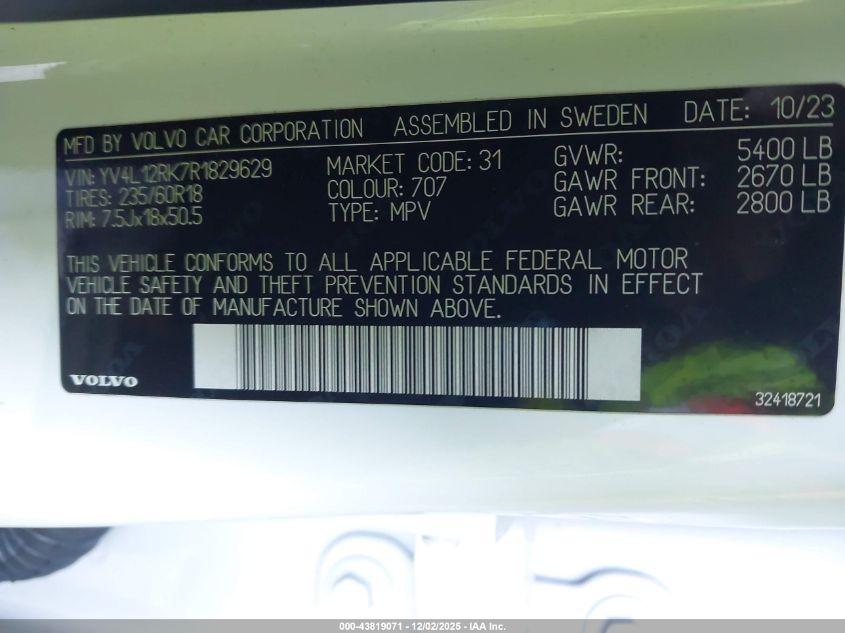 MFD BY VOLVO CAR CORPORATION ASSEMBLED IN SWEDEN DATE: 10/23
VIN: YV4L12RK7R1829629 MARKET CODE: 31 GVWR: 5400 LB
TIRES: 235/60R18 COLOUR: 707 GAWR FRONT: 2670 LB
RIM: 7.5Jx18x50.5 TYPE: MPV GAWR REAR: 2800 LB
THIS VEHICLE CONFORMS TO ALL APPLICABLE FEDERAL MOTOR
VEHICLE SAFETY AND THEFT PREVENTION STANDARDS IN EFFECT
ON THE DATE OF MANUFACTURE SHOWN ABOVE.
VOLVO
32418721
000-43819071 - 12/02/2025 - IAA Inc.